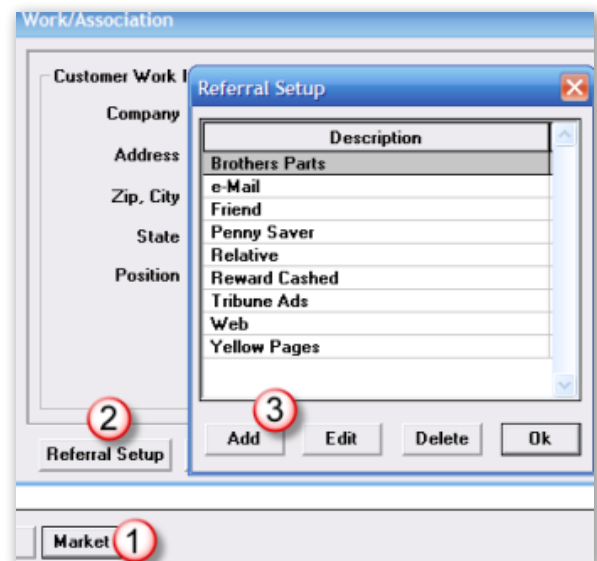 Work/Association
Customer Work I
Company
Address
Zip, City
State
Position
Referral Setup
Description
Brothers Parts
e-Mail
Friend
Penny Saver
Relative
Reward Cashed
Tribune Ads
Web
Yellow Pages
3
Add Edit Delete Ok
2
Referral Setup
Market 1